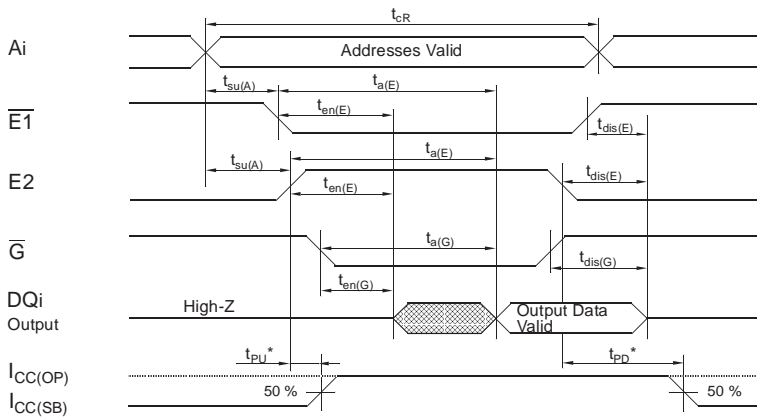 tcR
Ai
Addresses Valid
tsu(A)
ta(E)
E1
ten(E)
tdis(E)
ta(E)
tsu(A)
E2
ten(E)
tdis(E)
G
ta(G)
tdis(G)
ten(G)
DQi
Output
High-Z
Output Data
Valid
tPU*
tPD*
ICC(OP)
50 %
50 %
ICC(SB)